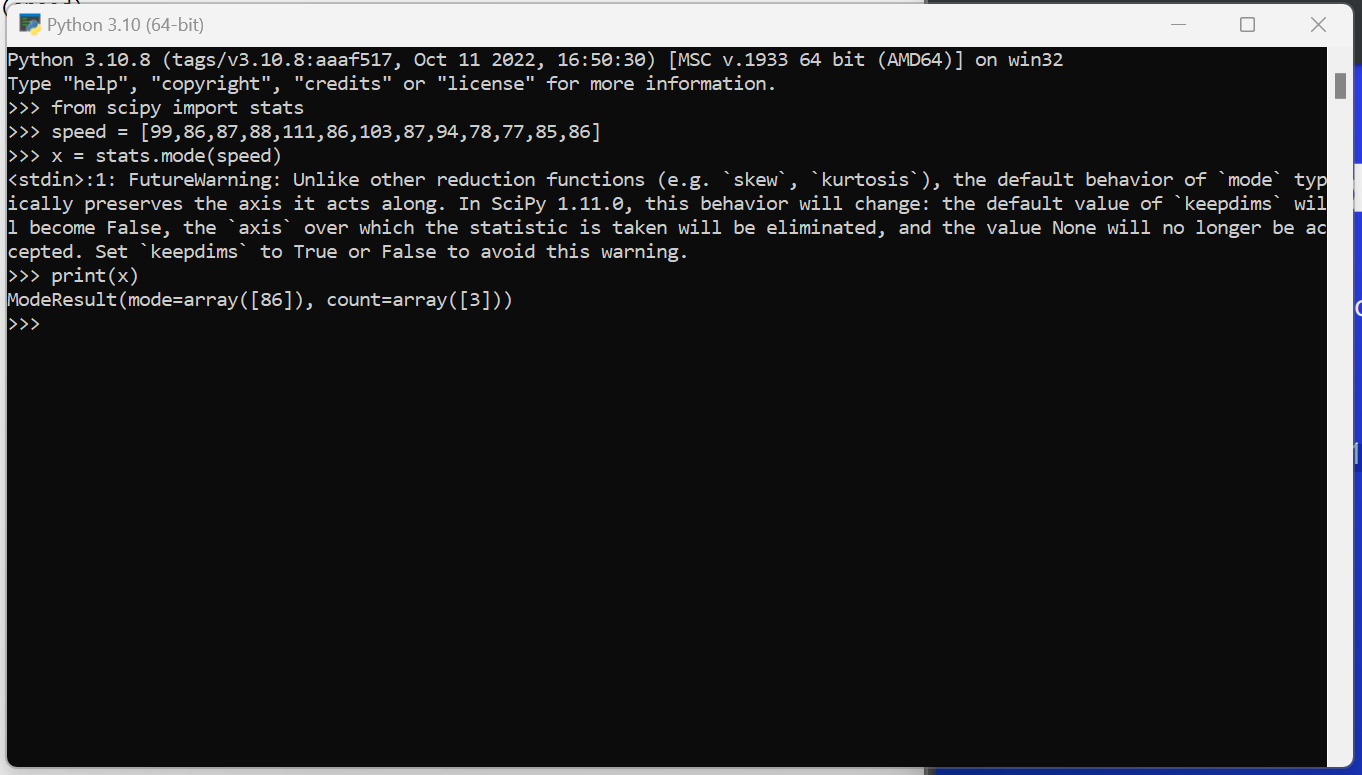 Python 3.10 (64-bit)
Python 3.10.8 (tags/v3.10.8:aaaf517, Oct 11 2022, 16:50:30) [MSC v.1933 64 bit (AMD64)] on win32
Type "help", "copyright", "credits" or "license" for more information.
>>> from scipy import stats
>>> speed = [99,86,87,88,111,86,103,87,94,78,77,85,86]
>>> x = stats.mode(speed)
<stdin>:1: FutureWarning: Unlike other reduction functions (e.g. `skew`, `kurtosis`), the default behavior of `mode` typ
ically preserves the axis it acts along. In SciPy 1.11.0, this behavior will change: the default value of `keepdims` wil
l become False, the `axis` over which the statistic is taken will be eliminated, and the value None will no longer be ac
cepted. Set `keepdims` to True or False to avoid this warning.
>>> print(x)
ModeResult(mode=array([86]), count=array([3]))
>>>